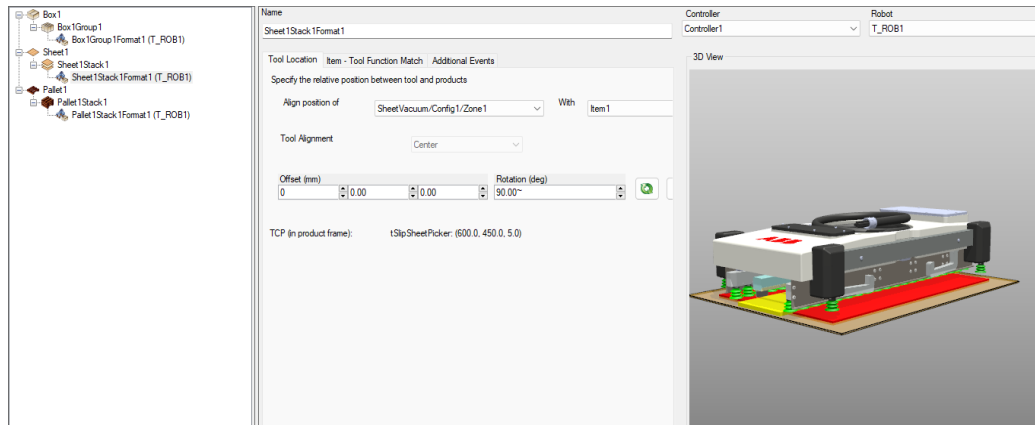 Box1
Box1Group1
Box1Group1Format1 (T_ROB1)
Sheet1
Sheet1Stack1
Sheet1Stack1Format1 (T_ROB1)
Pallet1
Pallet1Stack1
Pallet1Stack1Format1 (T_ROB1)
Name
Sheet1Stack1Format1
Controller
Controller1
Robot
T_ROB1
Tool Location
Item - Tool Function Match
Additional Events
Specify the relative position between tool and products
Align position of
SheetVacuum/Config1/Zone1
With
Item1
Tool Alignment
Center
Offset (mm)
0
0.00
0.00
Rotation (deg)
90.00~
TCP (in product frame):
tSlipSheetPicker: (600.0, 450.0, 5.0)
3D View
ABB